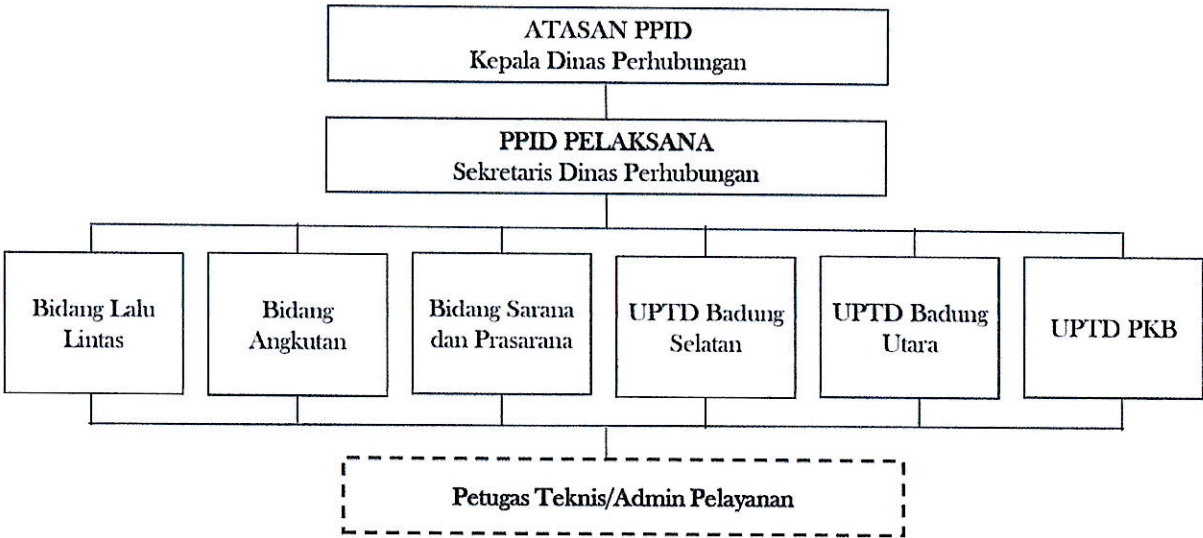 ATASAN PPID
Kepala Dinas Perhubungan
PPID PELAKSANA
Sekretaris Dinas Perhubungan
Bidang Lalu
Lintas
Bidang
Angkutan
Bidang Sarana
dan Prasarana
UPTD Badung
Selatan
UPTD Badung
Utara
UPTD PKB
Petugas Teknis/Admin Pelayanan